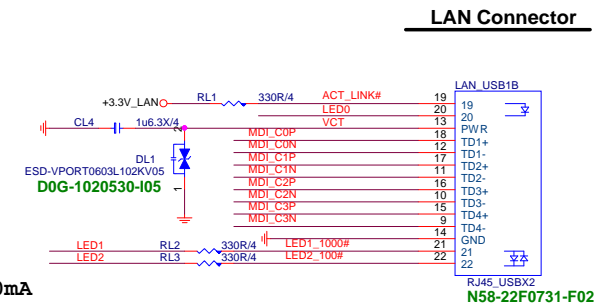 LAN Connector
LAN_USB1B
+3.3V_LAN RL1 330R/4 ACT_LINK# 19 19
LED0 20 20
CL4 1u6.3X/4 VCT 13 PWR
MDI_C0P 18 TD1+
MDI_C0N 12 TD1-
MDI_C1P 17 TD2+
MDI_C1N 11 TD2-
MDI_C2P 16 TD3+
MDI_C2N 10 TD3-
MDI_C3P 15 TD4+
MDI_C3N 9 TD4-
14 GND
2
DL1
ESD-VPORT0603L102KV05
D0G-1020530-I05
1
LED1 RL2 330R/4 LED1_1000# 21 21
LED2 RL3 330R/4 LED2_100# 22 22
RJ45_USBX2
N58-22F0731-F02
0mA